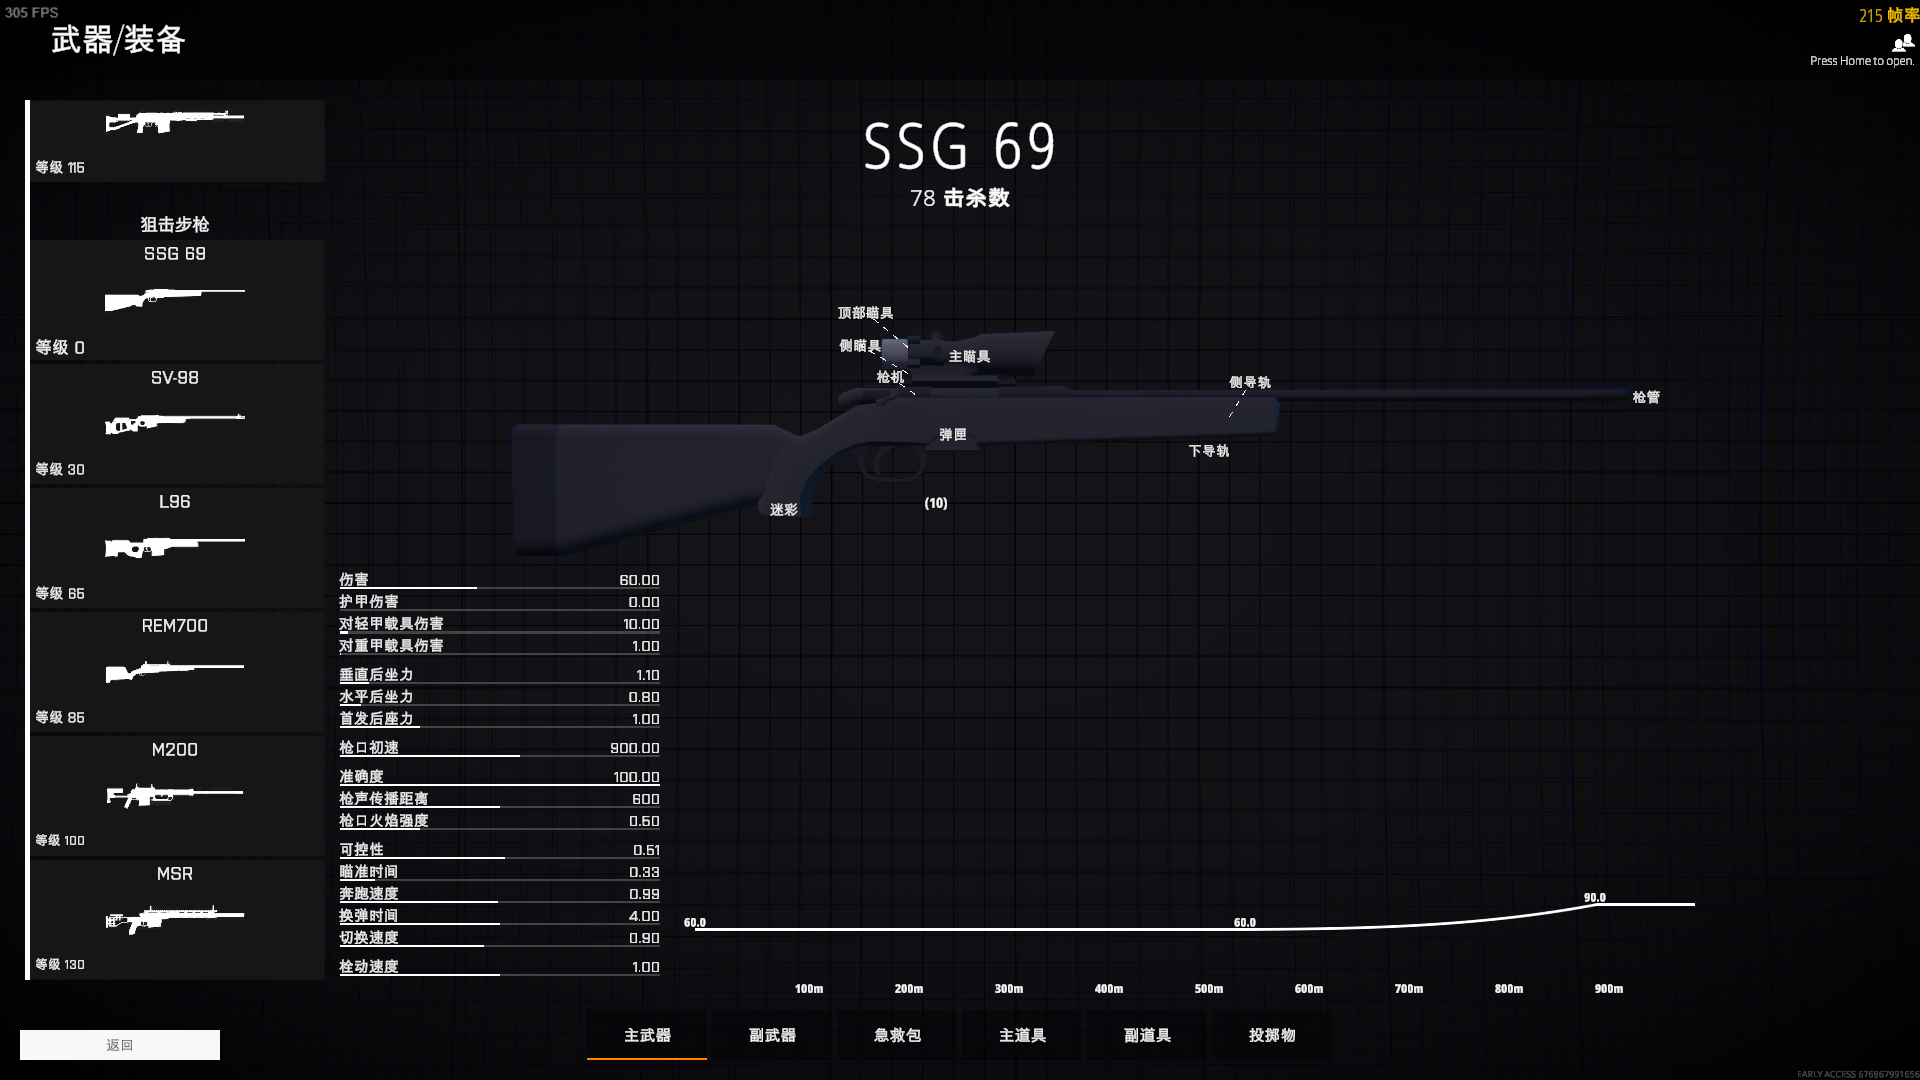 305 FPS
武器/装备
215 帧率
Press Home to open.
等级 115
狙击步枪
SSG 69
等级 0
SV-98
等级 30
L96
等级 65
REM700
等级 85
M200
等级 100
MSR
等级 130
返回
SSG 69
78 击杀数
顶部瞄具
侧瞄具
主瞄具
枪机
侧导轨
枪管
弹匣
下导轨
迷彩
(10)
伤害 60.00
护甲伤害 0.00
对轻甲载具伤害 10.00
对重甲载具伤害 1.00
垂直后坐力 1.10
水平后坐力 0.80
首发后座力 1.00
枪口初速 900.00
准确度 100.00
枪声传播距离 600
枪口火焰强度 0.50
可控性 0.51
瞄准时间 0.33
奔跑速度 0.99
换弹时间 4.00
切换速度 0.90
栓动速度 1.00
60.0 60.0 90.0
100m 200m 300m 400m 500m 600m 700m 800m 900m
主武器 副武器 急救包 主道具 副道具 投掷物
EARLY ACCESS 676867991656